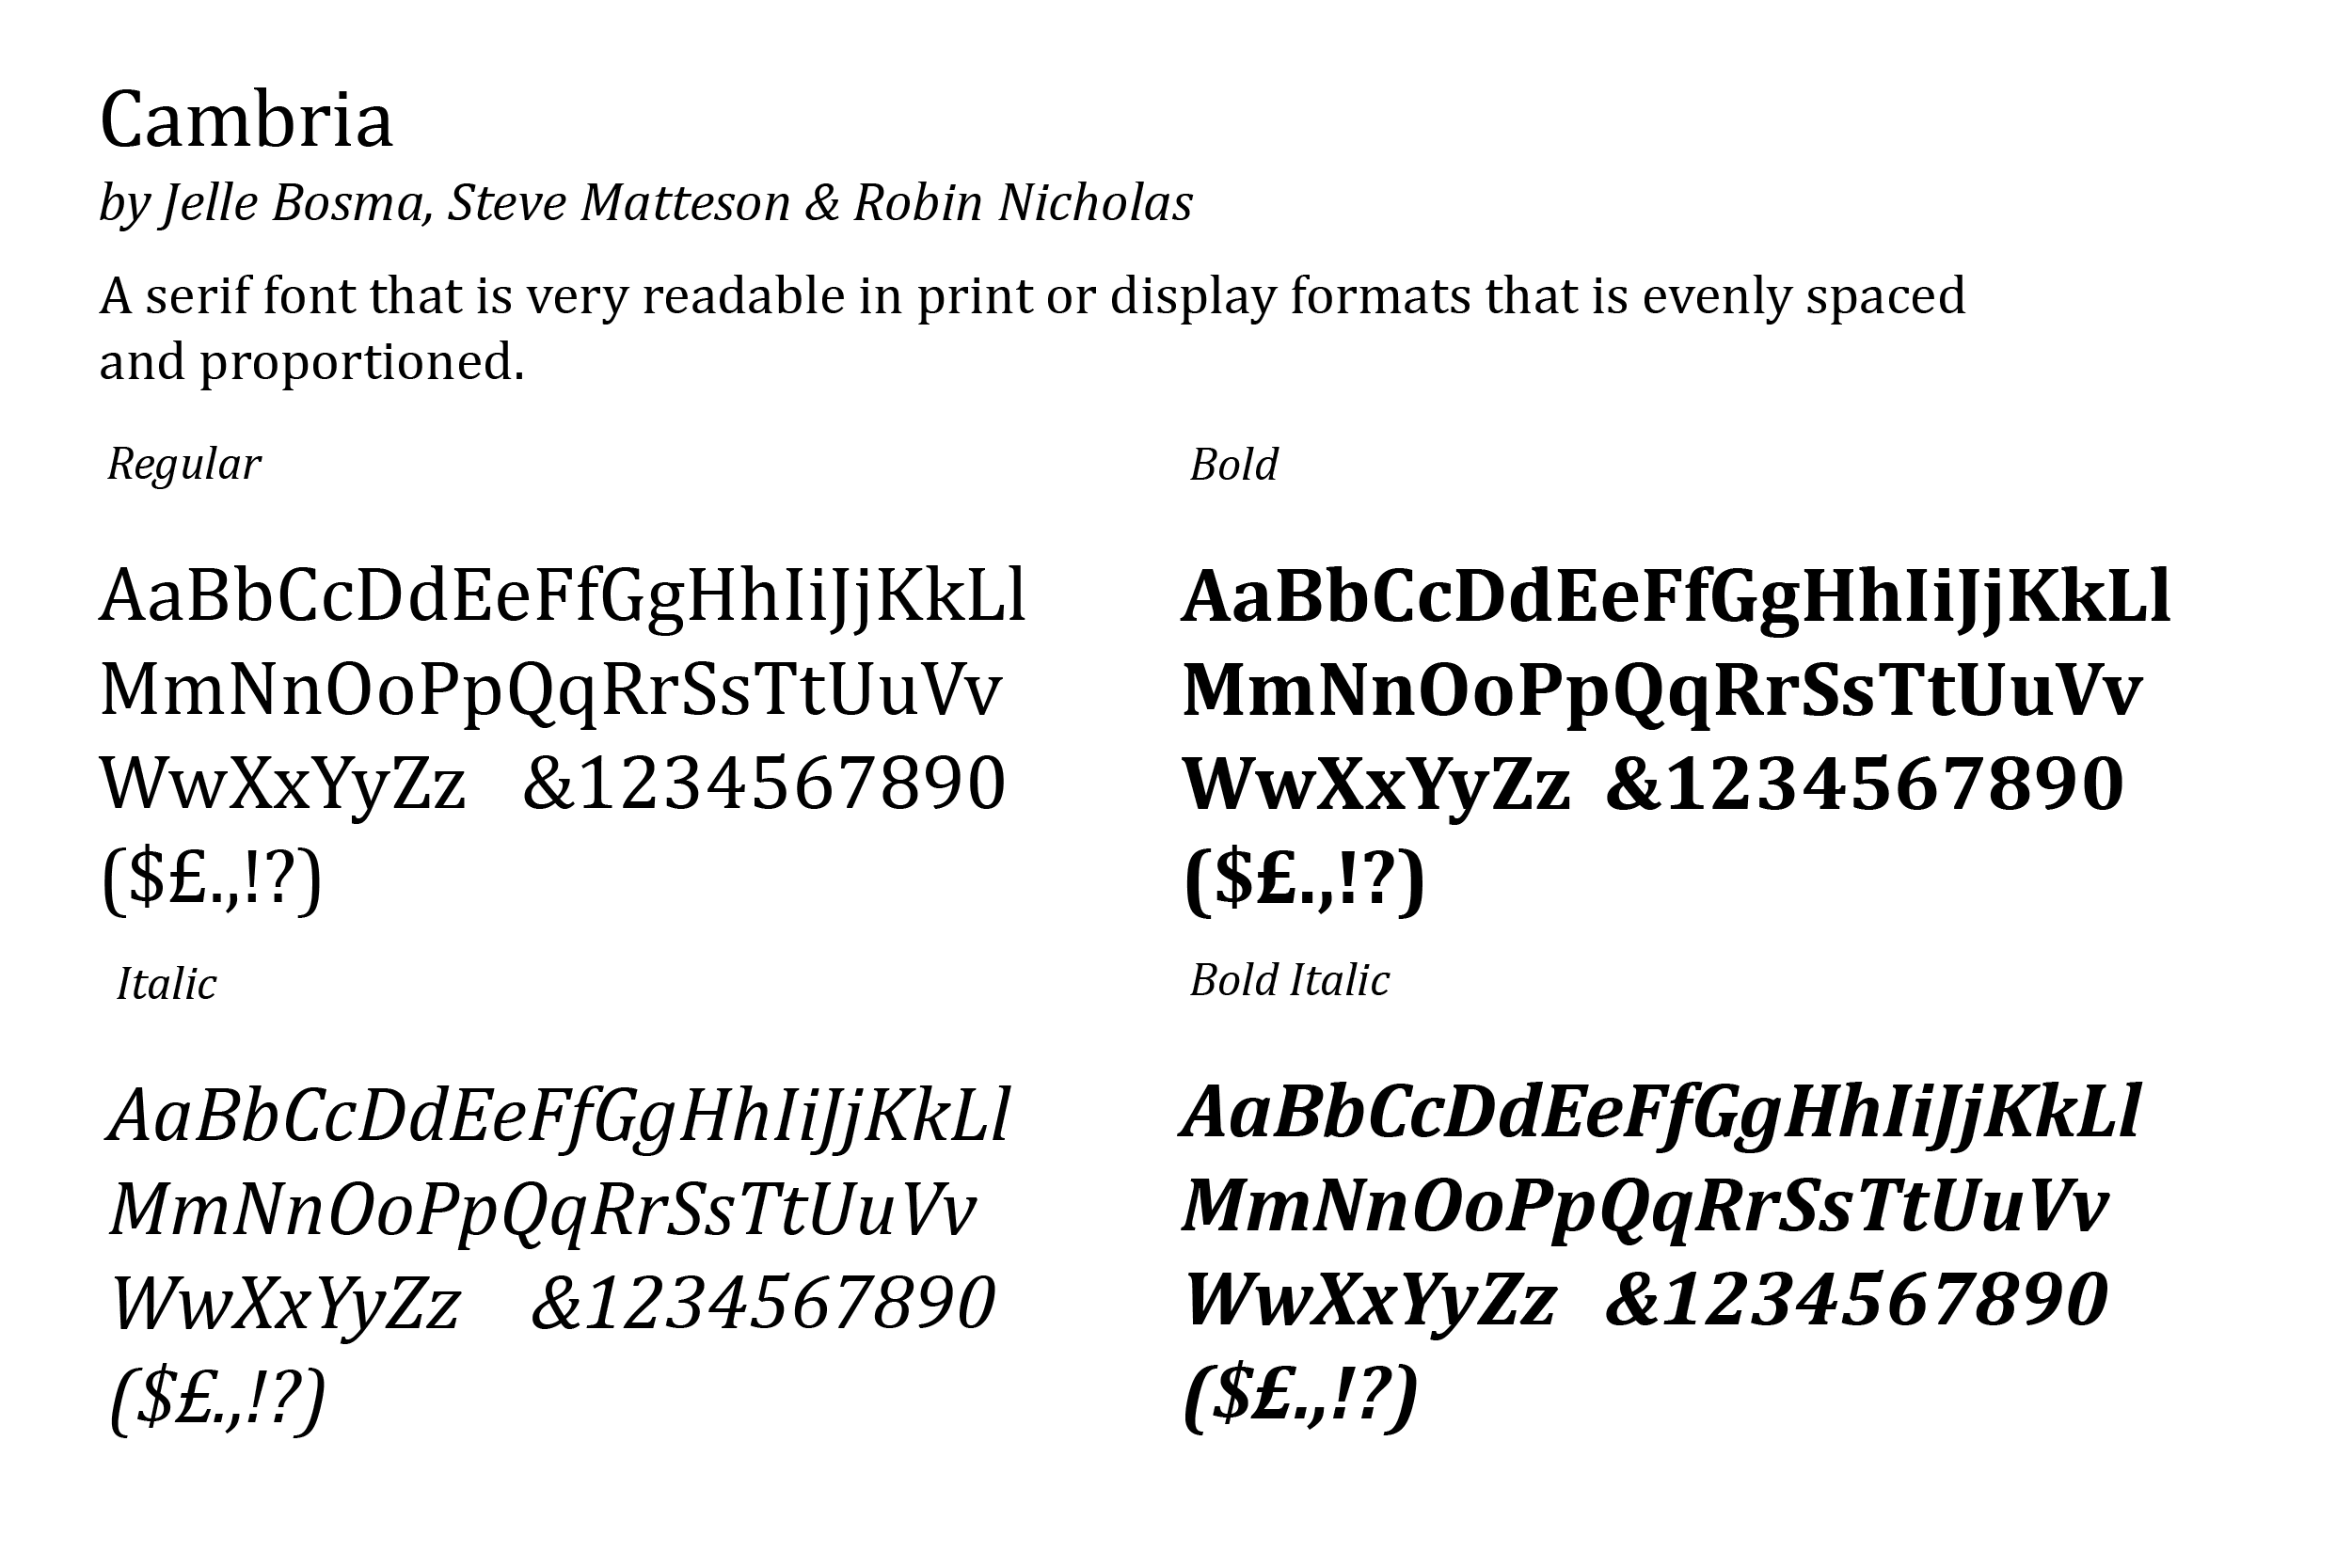 Cambria
by Jelle Bosma, Steve Matteson & Robin Nicholas
A serif font that is very readable in print or display formats that is evenly spaced
and proportioned.
Regular
AaBbCcDdEeFfGgHhIiJjKkLl
MmNnOoPpQqRrSsTtUuVv
WwXxYyZz &1234567890
($£.,!?)
Bold
AaBbCcDdEeFfGgHhIiJjKkLl
MmNnOoPpQqRrSsTtUuVv
WwXxYyZz &1234567890
($£.,!?)
Italic
AaBbCcDdEeFfGgHhIiJjKkLl
MmNnOoPpQqRrSsTtUuVv
WwXxYyZz &1234567890
($£.,!?)
Bold Italic
AaBbCcDdEeFfGgHhIiJjKkLl
MmNnOoPpQqRrSsTtUuVv
WwXxYyZz &1234567890
($£.,!?)